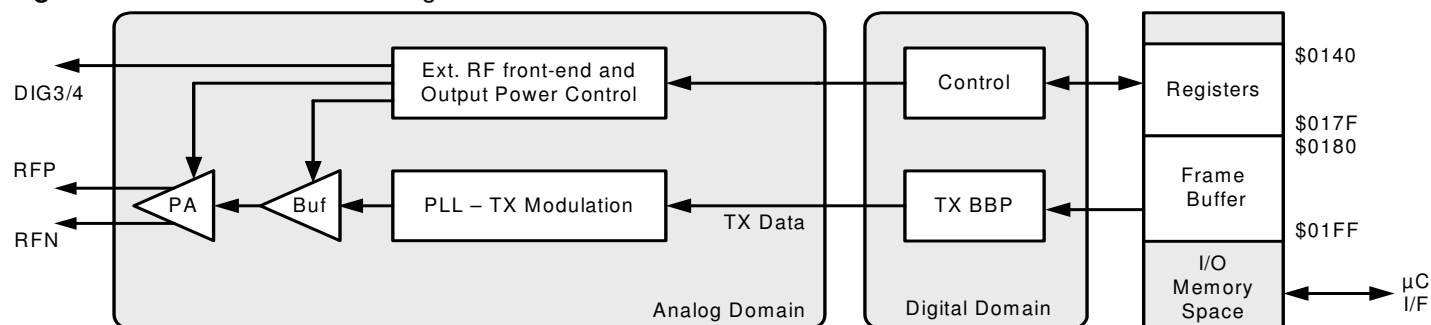 DIG3/4
RFP
RFN
Ext. RF front-end and
Output Power Control
PA
Buf
PLL – TX Modulation
TX Data
Analog Domain
Control
TX BBP
Digital Domain
Registers
Frame
Buffer
I/O
Memory
Space
$0140
$017F
$0180
$01FF
µC
I/F